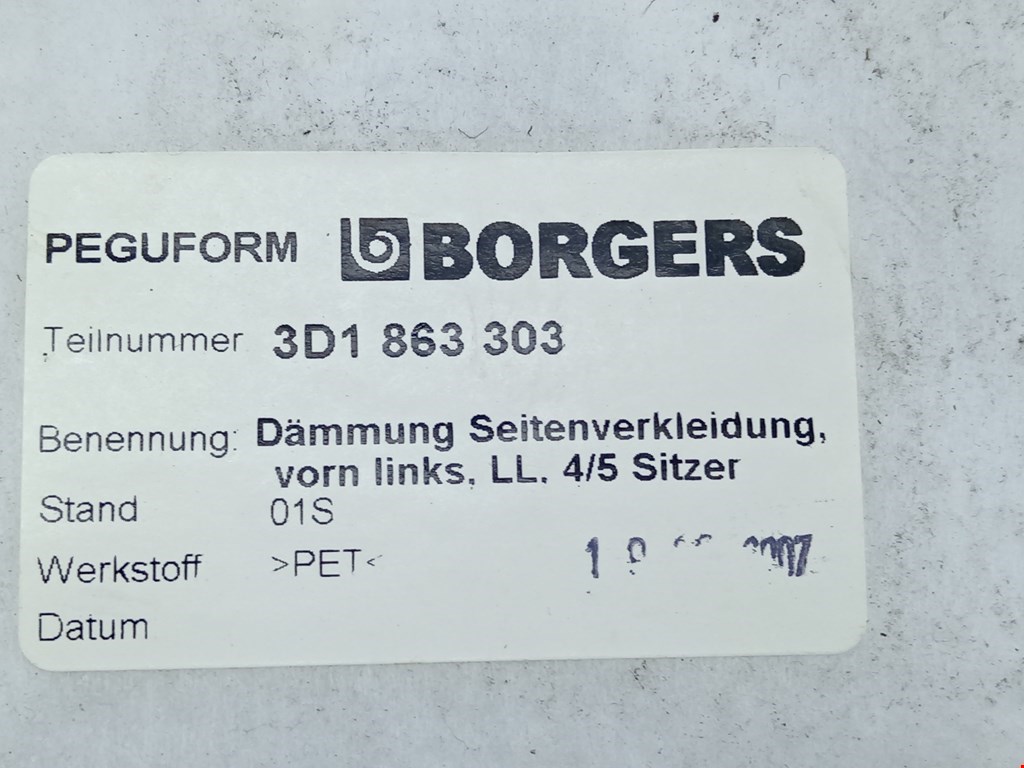 PEGUFORM BORGERS
Teilnummer 3D1 863 303
Benennung: Dämmung Seitenverkleidung,
vorn links, LL, 4/5 Sitzer
Stand 01S
Werkstoff >PET<
Datum